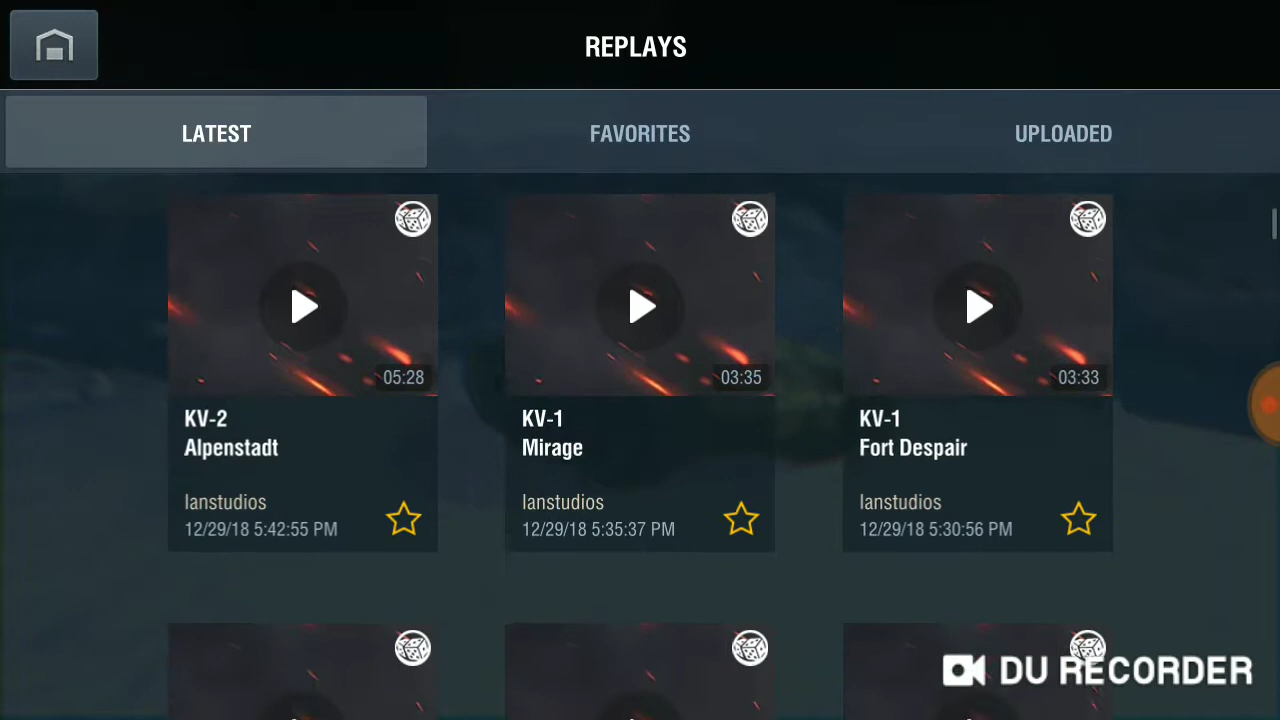 REPLAYS
LATEST
FAVORITES
UPLOADED
05:28
03:35
03:33
KV-2
Alpenstadt
lanstudios
12/29/18 5:42:55 PM
KV-1
Mirage
lanstudios
12/29/18 5:35:37 PM
KV-1
Fort Despair
lanstudios
12/29/18 5:30:56 PM
DU RECORDER